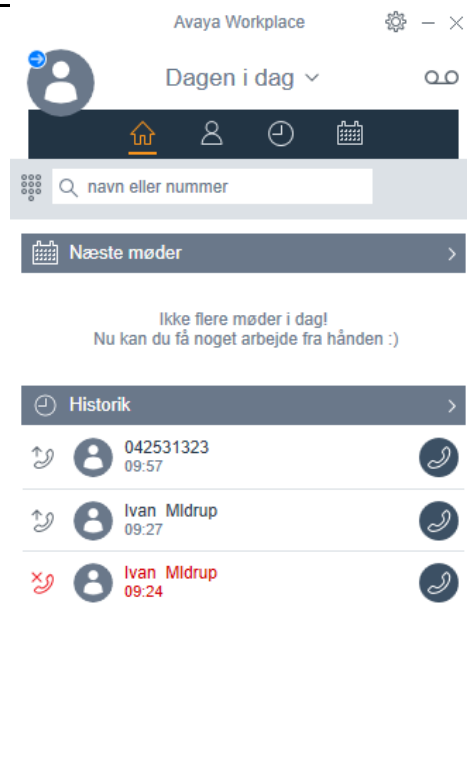 Avaya Workplace
Dagen i dag
navn eller nummer
Næste møder
Ikke flere møder i dag!
Nu kan du få noget arbejde fra hånden :)
Historik
042531323
09:57
Ivan Mldrup
09:27
Ivan Mldrup
09:24